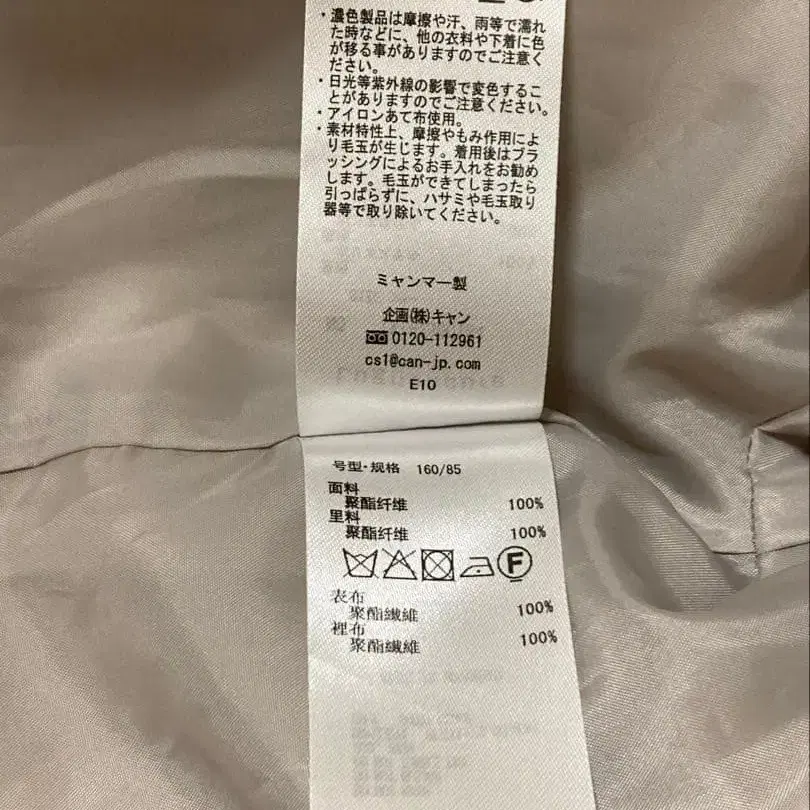 ・濃色製品は摩擦や汗、雨等で濡れ
た時などに、他の衣料や下着に色
が移る事がありますのでご注意く
ださい。
・日光等紫外線の影響で変色するこ
とがありますのでご注意ください。
・アイロンあて布使用。
・素材特性上、摩擦やもみ作用によ
り毛玉が生じます。着用後はブラ
ッシングによるお手入れをお勧め
します。毛玉ができてしまったら
引っぱらずに、ハサミや毛玉取り
器等で取り除いてください。
ミャンマー製
企画(株)キャン
0120-112961
cs1@can-jp.com
E10
号型·规格 160/85
面料
聚酯纤维 100%
里料
聚酯纤维 100%
F
表布
聚酯纖維 100%
裡布
聚酯纖維 100%